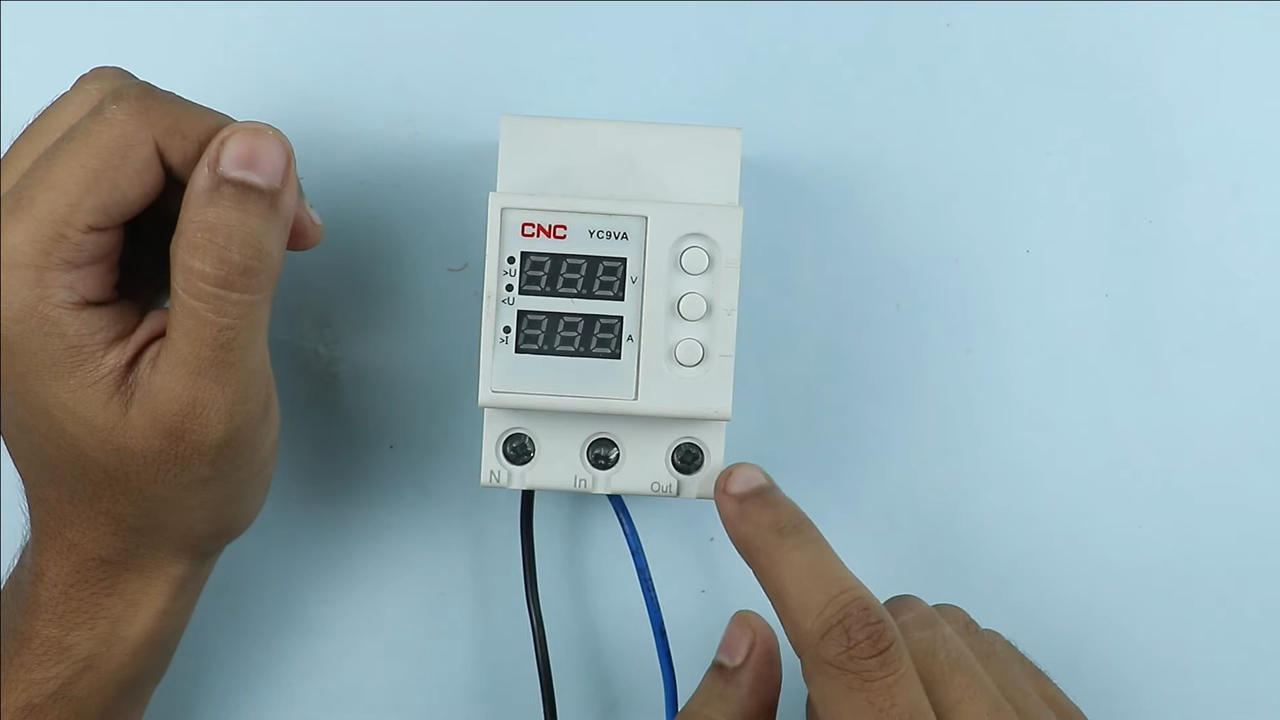 CNC YC9VA
>U V
<U
>I A
N In Out